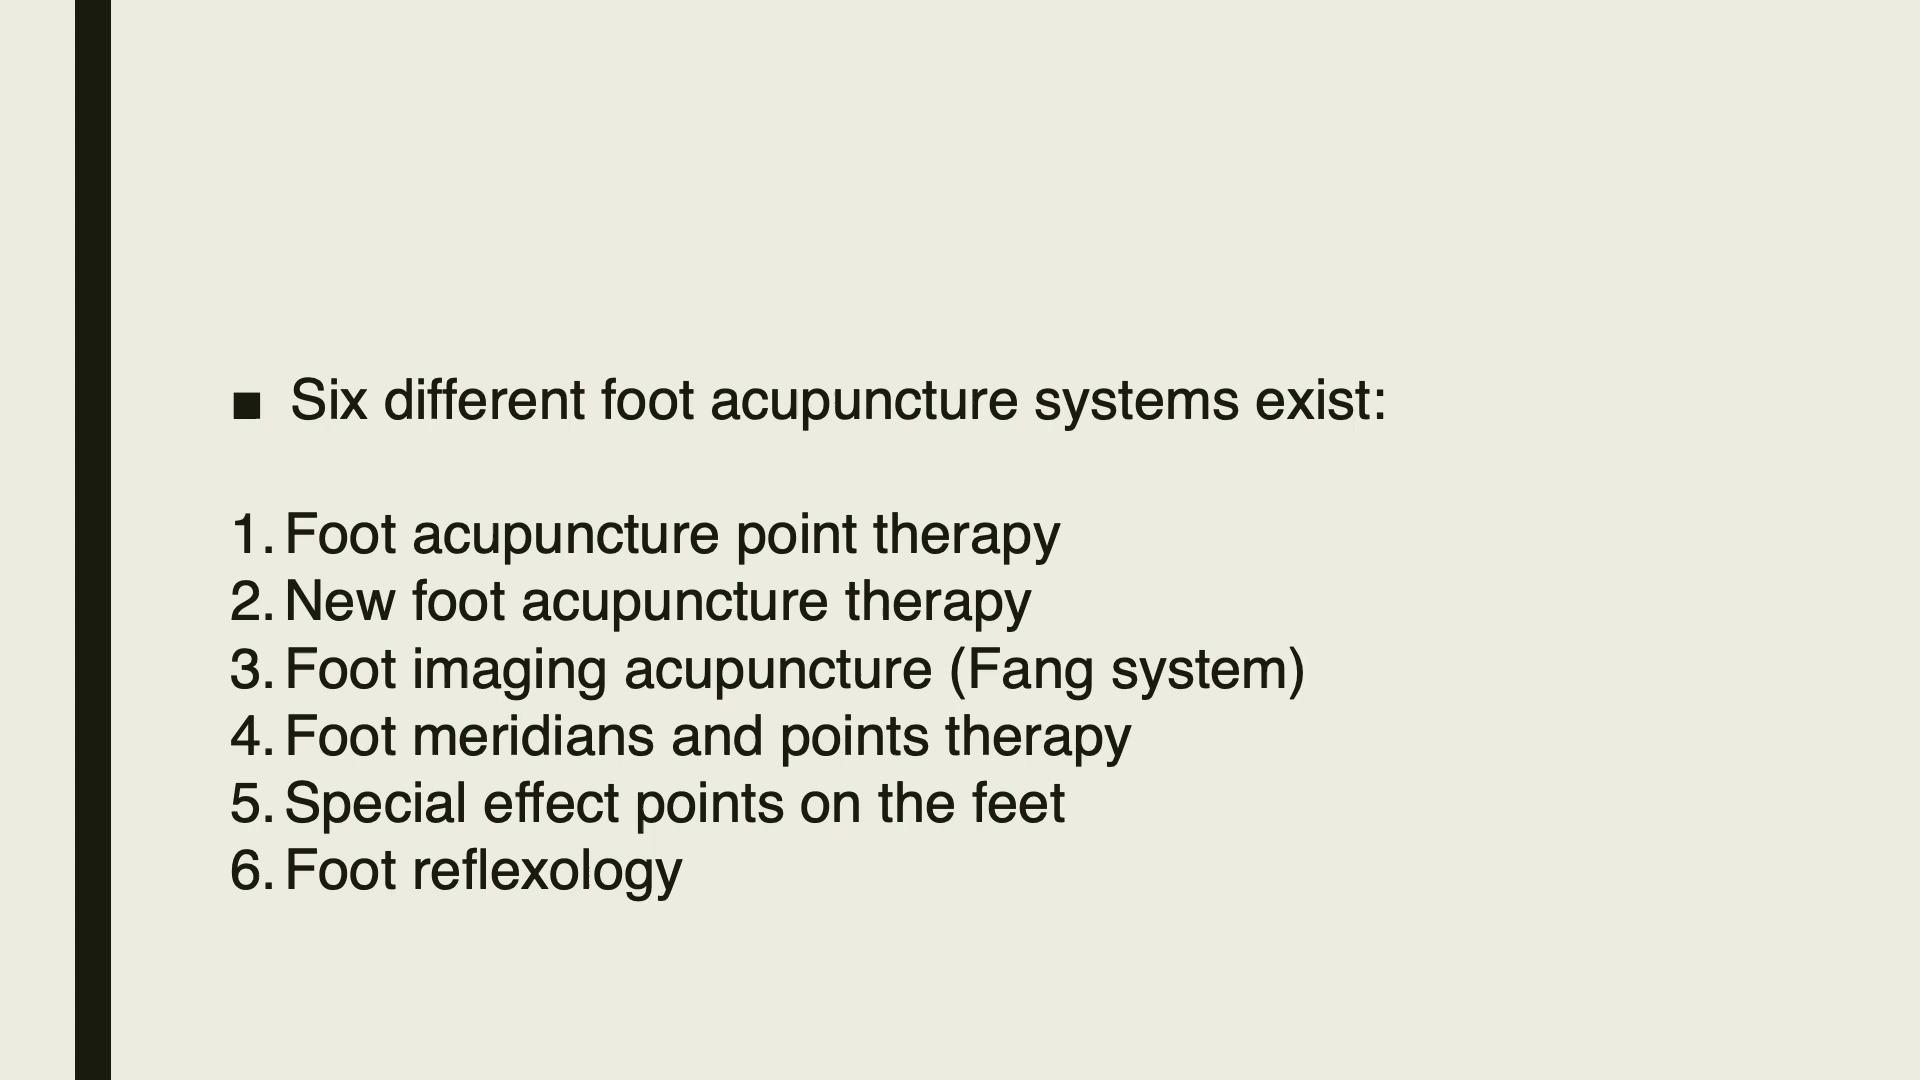 ■ Six different foot acupuncture systems exist:
1. Foot acupuncture point therapy
2. New foot acupuncture therapy
3. Foot imaging acupuncture (Fang system)
4. Foot meridians and points therapy
5. Special effect points on the feet
6. Foot reflexology